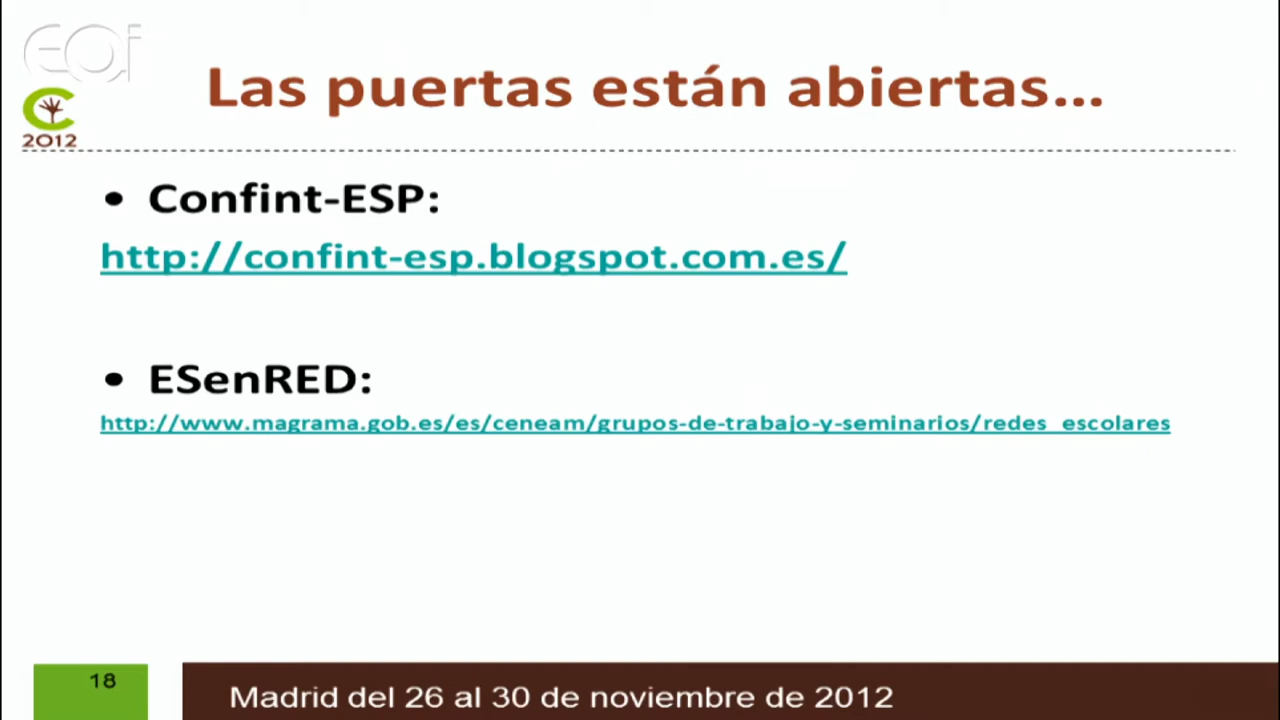 eoi
Las puertas están abiertas...
2012
• Confint-ESP:
http://confint-esp.blogspot.com.es/
• ESenRED:
http://www.magrama.gob.es/es/ceneam/grupos-de-trabajo-y-seminarios/redes_escolares
18
Madrid del 26 al 30 de noviembre de 2012